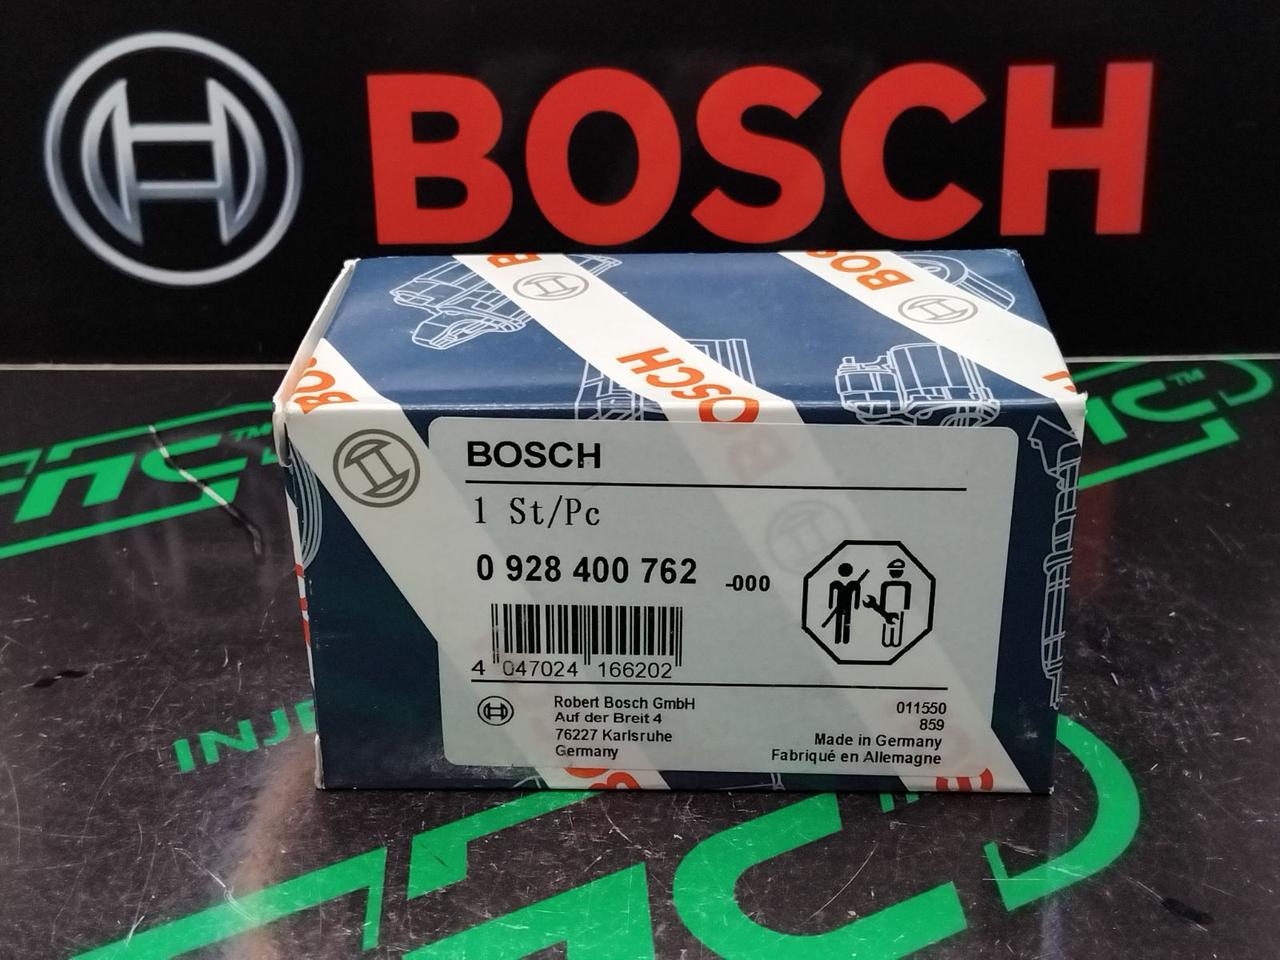 BOSCH
BOSCH
BOSCH
1 St/Pc
0 928 400 762 -000
4 047024 166202
Robert Bosch GmbH
Auf der Breit 4
76227 Karlsruhe
Germany
011550
859
Made in Germany
Fabriqué en Allemagne